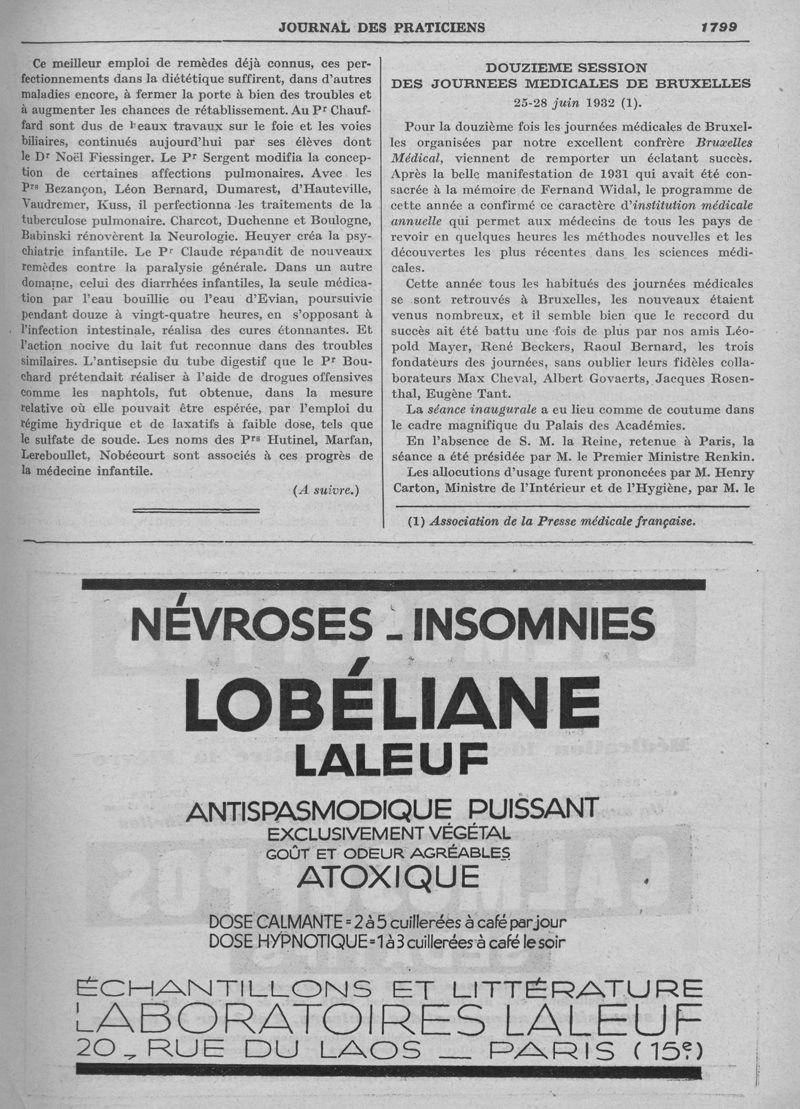 JOURNAL DES PRATICIENS
1799
Ce meilleur emploi de remèdes déjà connus, ces per-
fectionnements dans la diététique suffirent, dans d'autres
maladies encore, à fermer la porte à bien des troubles et
à augmenter les chances de rétablissement. Au Pr Chauf-
fard sont dus de beaux travaux sur le foie et les voies
biliaires, continués aujourd'hui par ses élèves dont
le Dr Noël Fiessinger. Le Pr Sergent modifia la concep-
tion de certaines affections pulmonaires. Avec les
Prs Bezançon, Léon Bernard, Dumarest, d'Hauteville,
Vaudremer, Kuss, il perfectionna les traitements de la
tuberculose pulmonaire. Charcot, Duchenne et Boulogne,
Babinski rénovèrent la Neurologie. Heuyer créa la psy-
chiatrie infantile. Le Pr Claude répandit de nouveaux
remèdes contre la paralysie générale. Dans un autre
domaine, celui des diarrhées infantiles, la seule médica-
tion par l'eau bouillie ou l'eau d'Evian, poursuivie
pendant douze à vingt-quatre heures, en s'opposant à
l'infection intestinale, réalisa des cures étonnantes. Et
l'action nocive du lait fut reconnue dans des troubles
similaires. L'antisepsie du tube digestif que le Pr Bou-
chard prétendait réaliser à l'aide de drogues offensives
comme les naphtols, fut obtenue, dans la mesure
relative où elle pouvait être espérée, par l'emploi du
régime hydrique et de laxatifs à faible dose, tels que
le sulfate de soude. Les noms des Prs Hutinel, Marfan,
Lereboullet, Nobécourt sont associés à ces progrès de
la médecine infantile.
(A suivre.)
DOUZIEME SESSION
DES JOURNEES MEDICALES DE BRUXELLES
25-28 juin 1932 (1).
Pour la douzième fois les journées médicales de Bruxel-
les organisées par notre excellent confrère Bruxelles
Médical, viennent de remporter un éclatant succès.
Après la belle manifestation de 1931 qui avait été con-
sacrée à la mémoire de Fernand Widal, le programme de
cette année a confirmé ce caractère d'institution médicale
annuelle qui permet aux médecins de tous les pays de
revoir en quelques heures les méthodes nouvelles et les
découvertes les plus récentes dans les sciences médi-
cales.
Cette année tous les habitués des journées médicales
se sont retrouvés à Bruxelles, les nouveaux étaient
venus nombreux, et il semble bien que le reccord du
succès ait été battu une fois de plus par nos amis Léo-
pold Mayer, René Beckers, Raoul Bernard, les trois
fondateurs des journées, sans oublier leurs fidèles colla-
borateurs Max Cheval, Albert Govaerts, Jacques Rosen-
thal, Eugène Tant.
La séance inaugurale a eu lieu comme de coutume dans
le cadre magnifique du Palais des Académies.
En l'absence de S. M. la Reine, retenue à Paris, la
séance a été présidée par M. le Premier Ministre Renkin.
Les allocutions d'usage furent prononcées par M. Henry
Carton, Ministre de l'Intérieur et de l'Hygiène, par M. le
(1) Association de la Presse médicale française.
NÉVROSES _ INSOMNIES
LOBÉLIANE
LALEUF
ANTISPASMODIQUE PUISSANT
EXCLUSIVEMENT VÉGÉTAL
GOÛT ET ODEUR AGRÉABLES
ATOXIQUE
DOSE CALMANTE = 2 à 5 cuillerées à café par jour
DOSE HYPNOTIQUE = 1 à 3 cuillerées à café le soir
ÉCHANTILLONS ET LITTÉRATURE
LABORATOIRES LALEUF
20, RUE DU LAOS _ PARIS (15e)